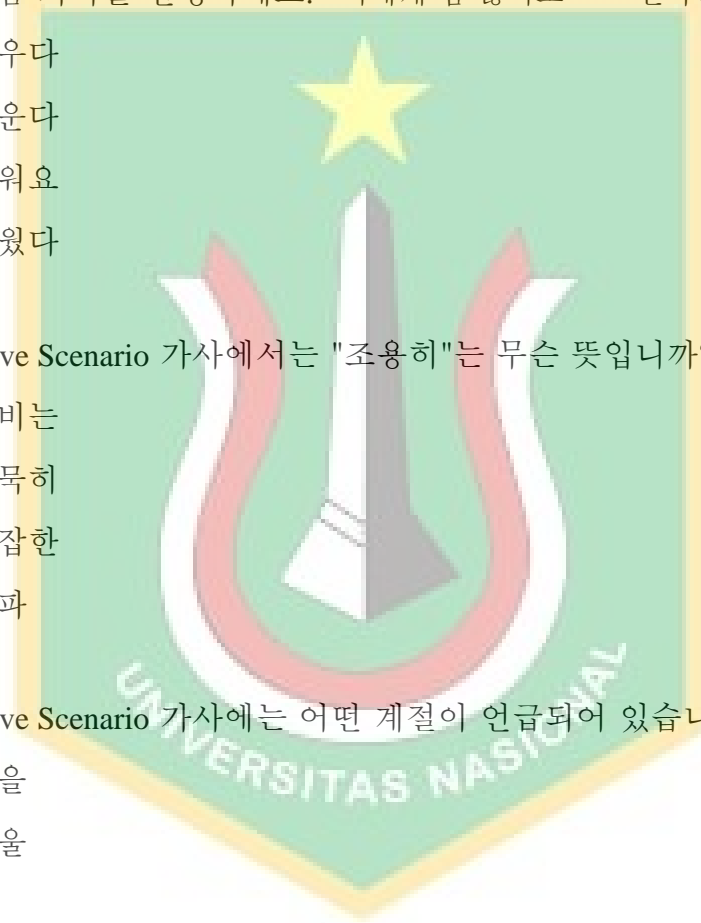 우다
운다
워요
웠다
ve Scenario 가사에서는 "조용히"는 무슨 뜻입니까
비는
묵히
잡한
파
ve Scenario 가사에는 어떤 계절이 언급되어 있습니
을
울
UNIVERSITAS NASIONAL